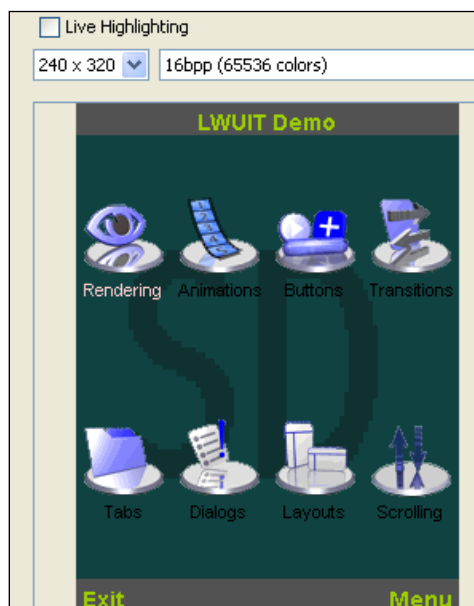 Live Highlighting
240 x 320 16bpp (65536 colors)
LWUIT Demo
Rendering Animations Buttons Transitions
SD
Tabs Dialogs Layouts Scrolling
Exit Menu